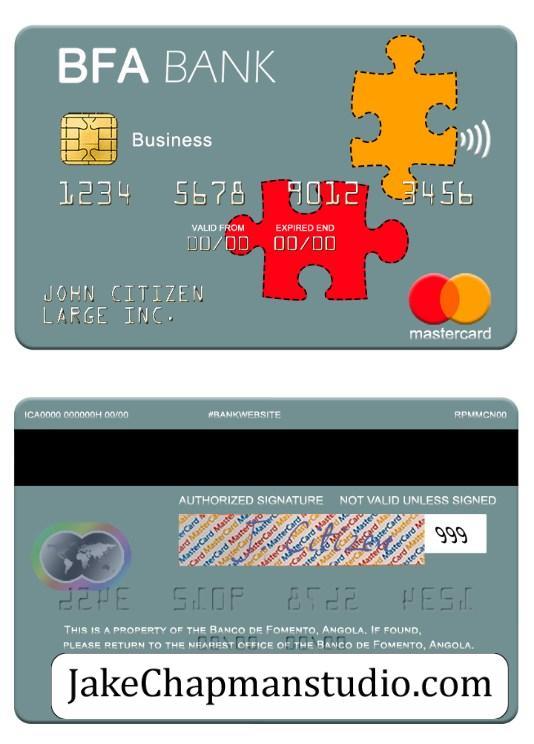 BFA BANK
Business
1234 5678 9012 3456
VALID FROM EXPIRED END
00/00 00/00
JOHN CITIZEN
LARGE INC.
mastercard
ICA0000 000000H 00/00 #BANKWEBSITE RPMMCN00
AUTHORIZED SIGNATURE NOT VALID UNLESS SIGNED
MasterCard
999
THIS IS A PROPERTY OF THE BANCO DE FOMENTO, ANGOLA. IF FOUND,
PLEASE RETURN TO THE NEAREST OFFICE OF THE BANCO DE FOMENTO, ANGOLA.
JakeChapmanstudio.com